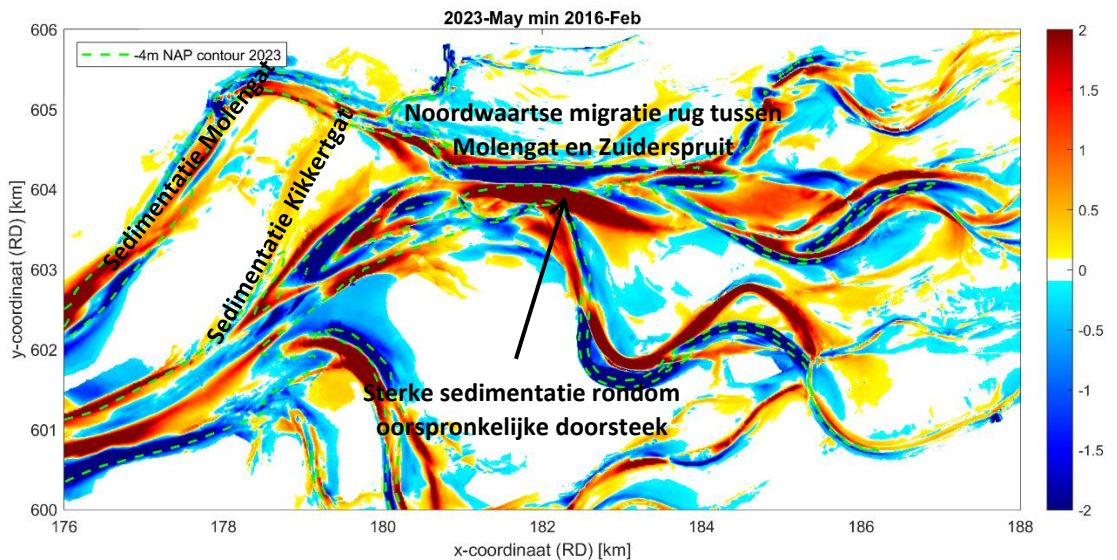 2023-May min 2016-Feb
-4m NAP contour 2023
Sedimentatie Molengat
Sedimentatie Kikkertgat
Noordwaartse migratie rug tussen
Molengat en Zuiderspruit
Sterke sedimentatie rondom
oorspronkelijke doorsteek
y-coordinaat (RD) [km]
606
605
604
603
602
601
600
176
178
180
182
184
186
188
x-coordinaat (RD) [km]
2
1.5
1
0.5
0
-0.5
-1
-1.5
-2